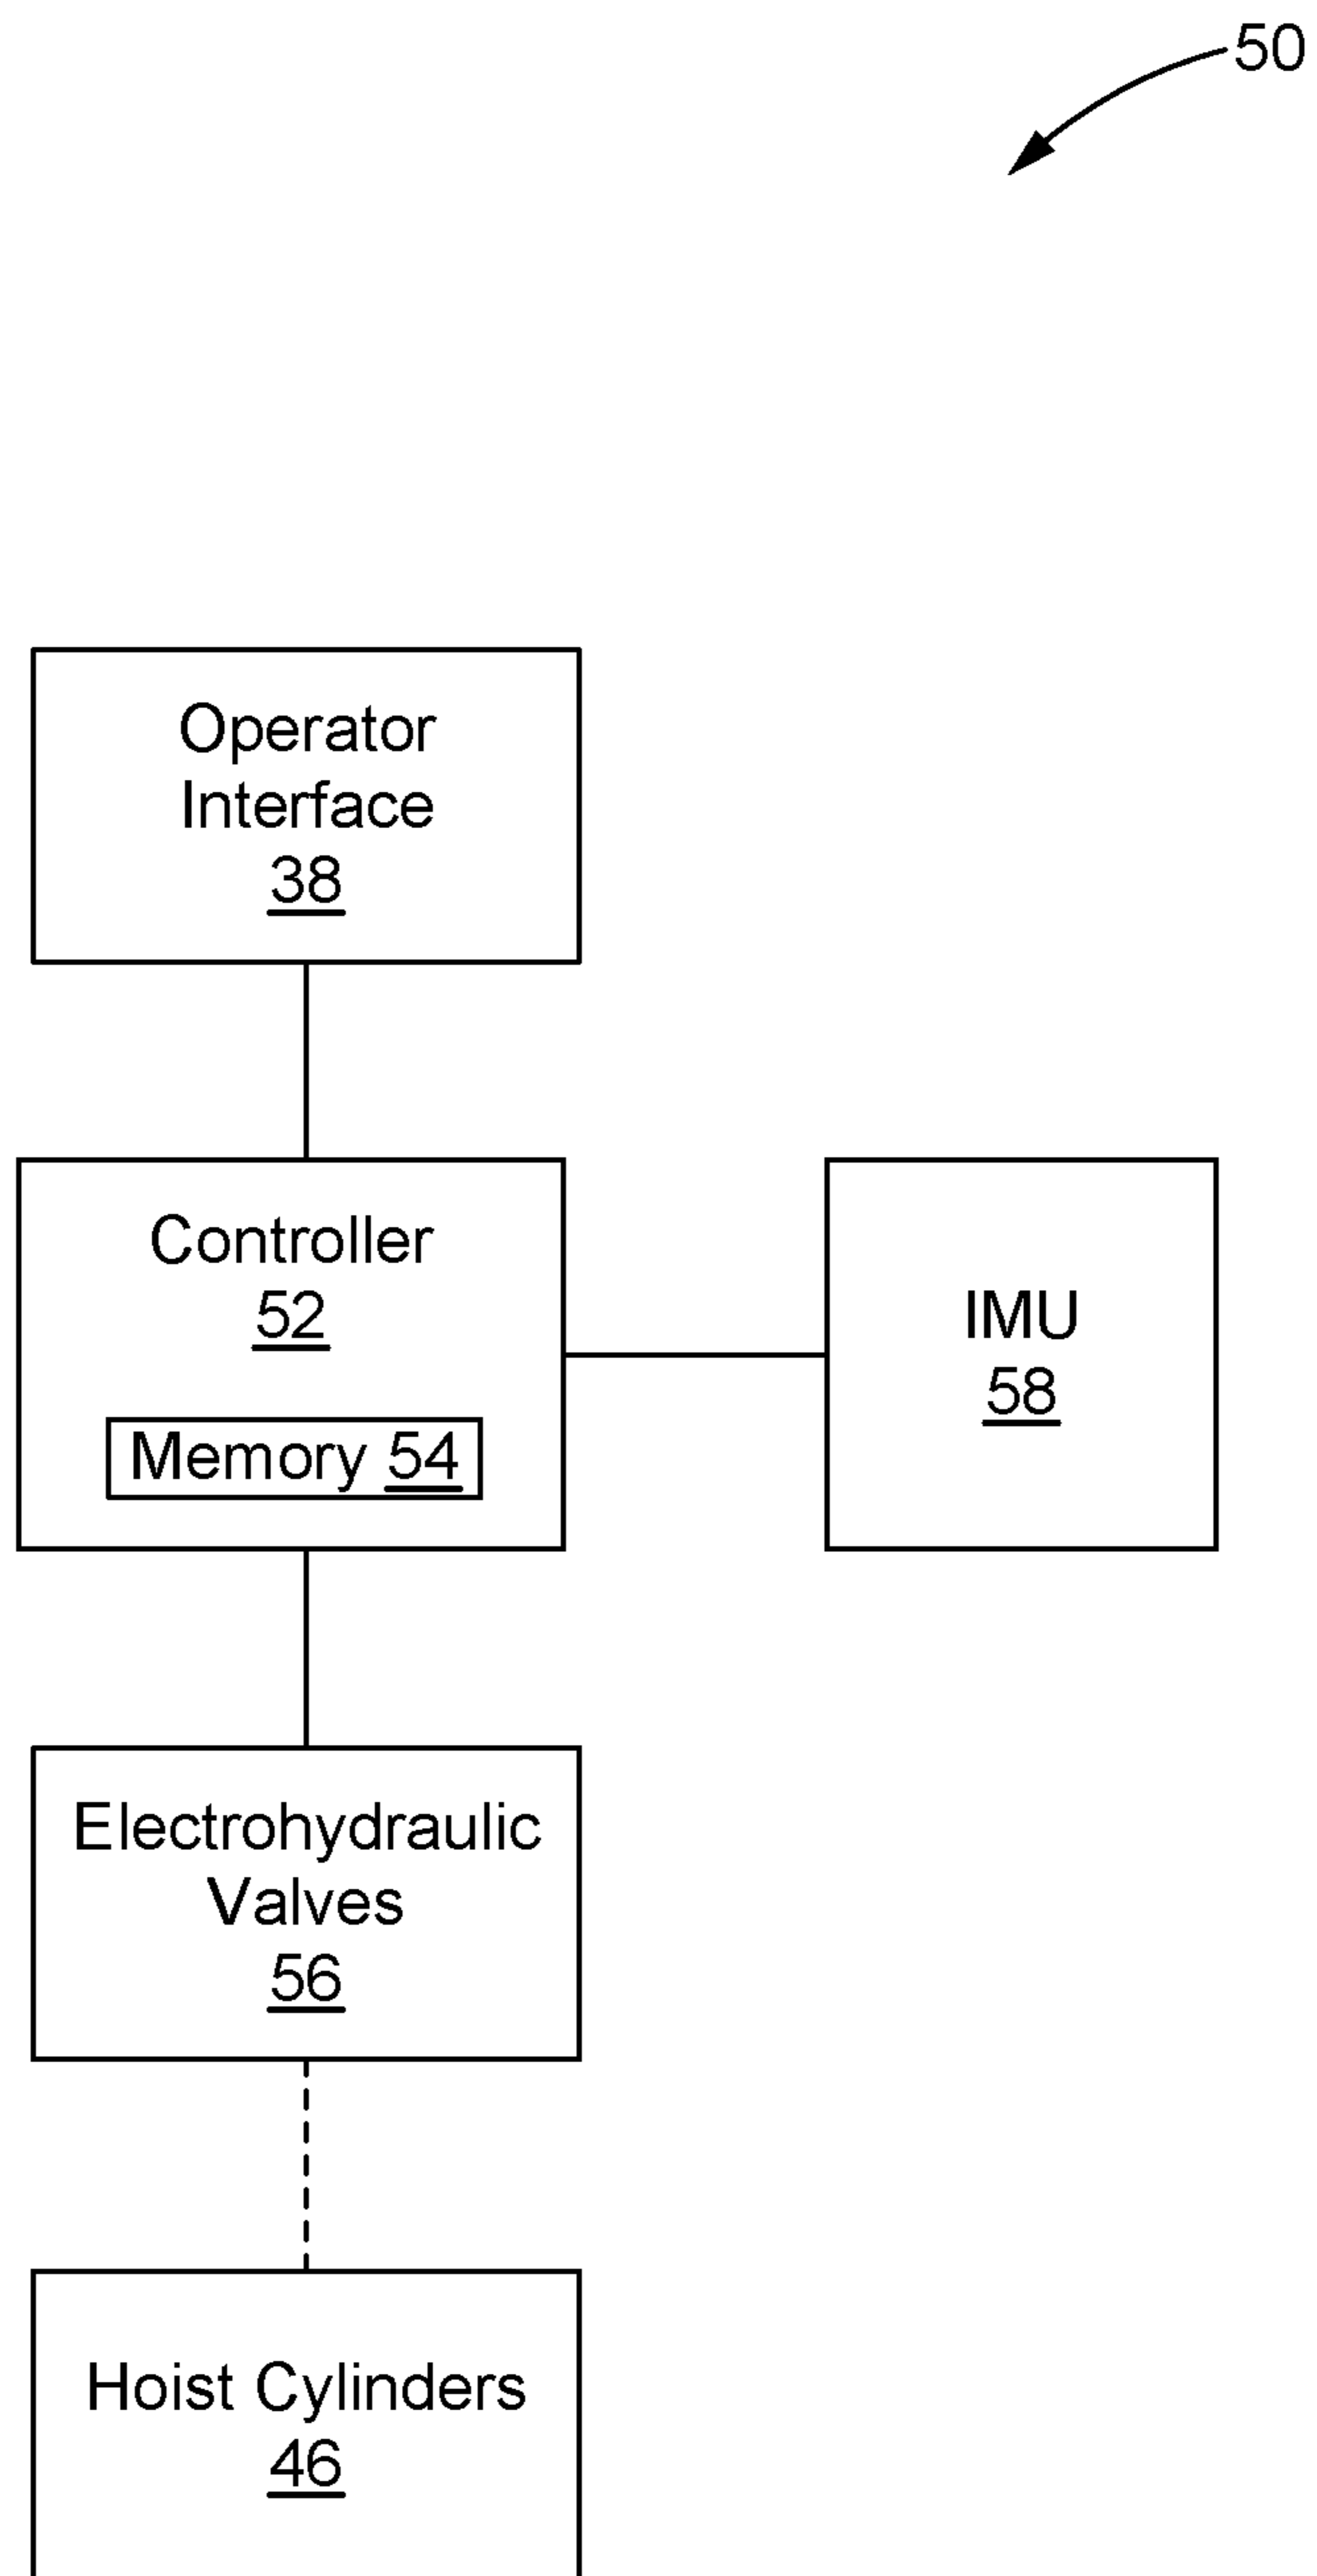 50
Operator
Interface
38
Controller
52
Memory 54
IMU
58
Electrohydraulic
Valves
56
Hoist Cylinders
46